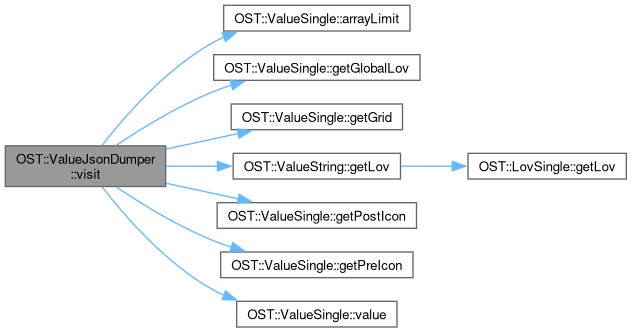 OST::ValueJsonDumper
::visit
OST::ValueSingle::arrayLimit
OST::ValueSingle::getGlobalLov
OST::ValueSingle::getGrid
OST::ValueString::getLov
OST::LovSingle::getLov
OST::ValueSingle::getPostIcon
OST::ValueSingle::getPreIcon
OST::ValueSingle::value